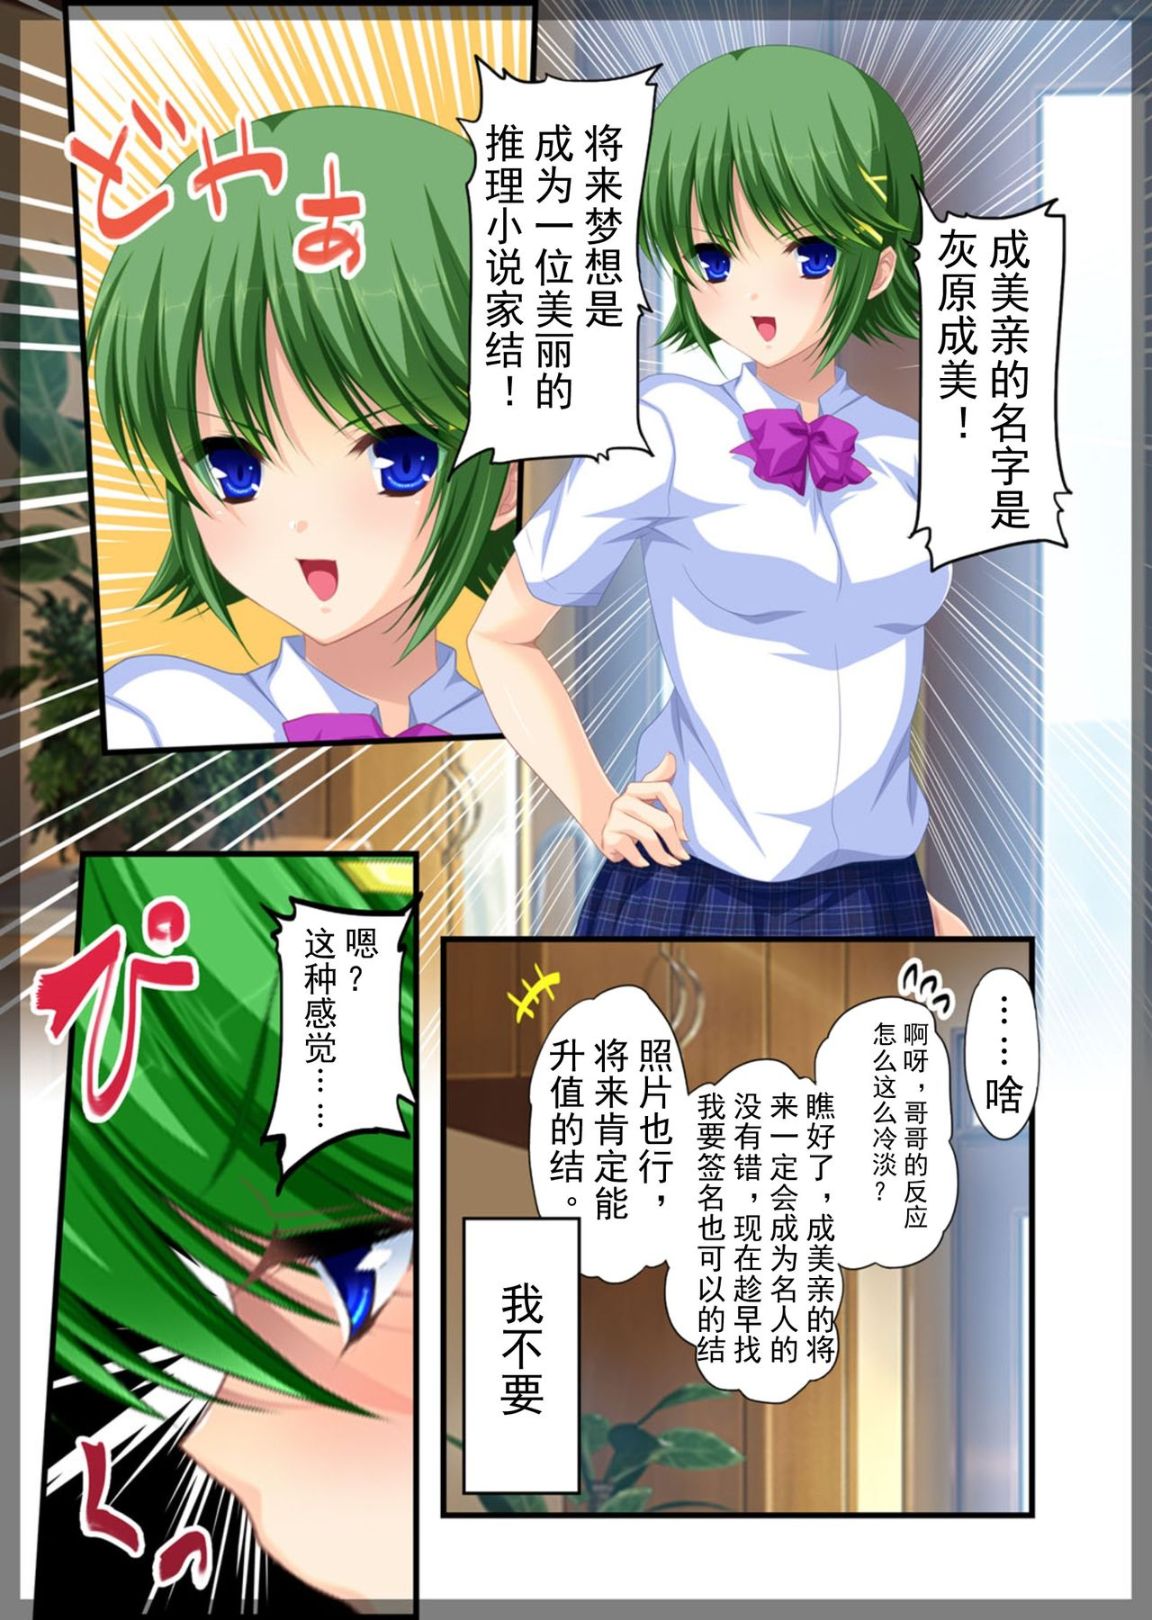 成美亲的名字是
灰原成美！
将来梦想是
成为一位美丽的
推理小说家结！
どやぁ
……啥
啊呀，哥哥的反应
怎么这么冷淡？
瞧好了，成美亲的将
来一定会成为名人的
没有错，现在趁早找
我要签名也可以的结
照片也行，
将来肯定能
升值的结。
我不要
嗯？
这种感觉……
ぴ
くっ